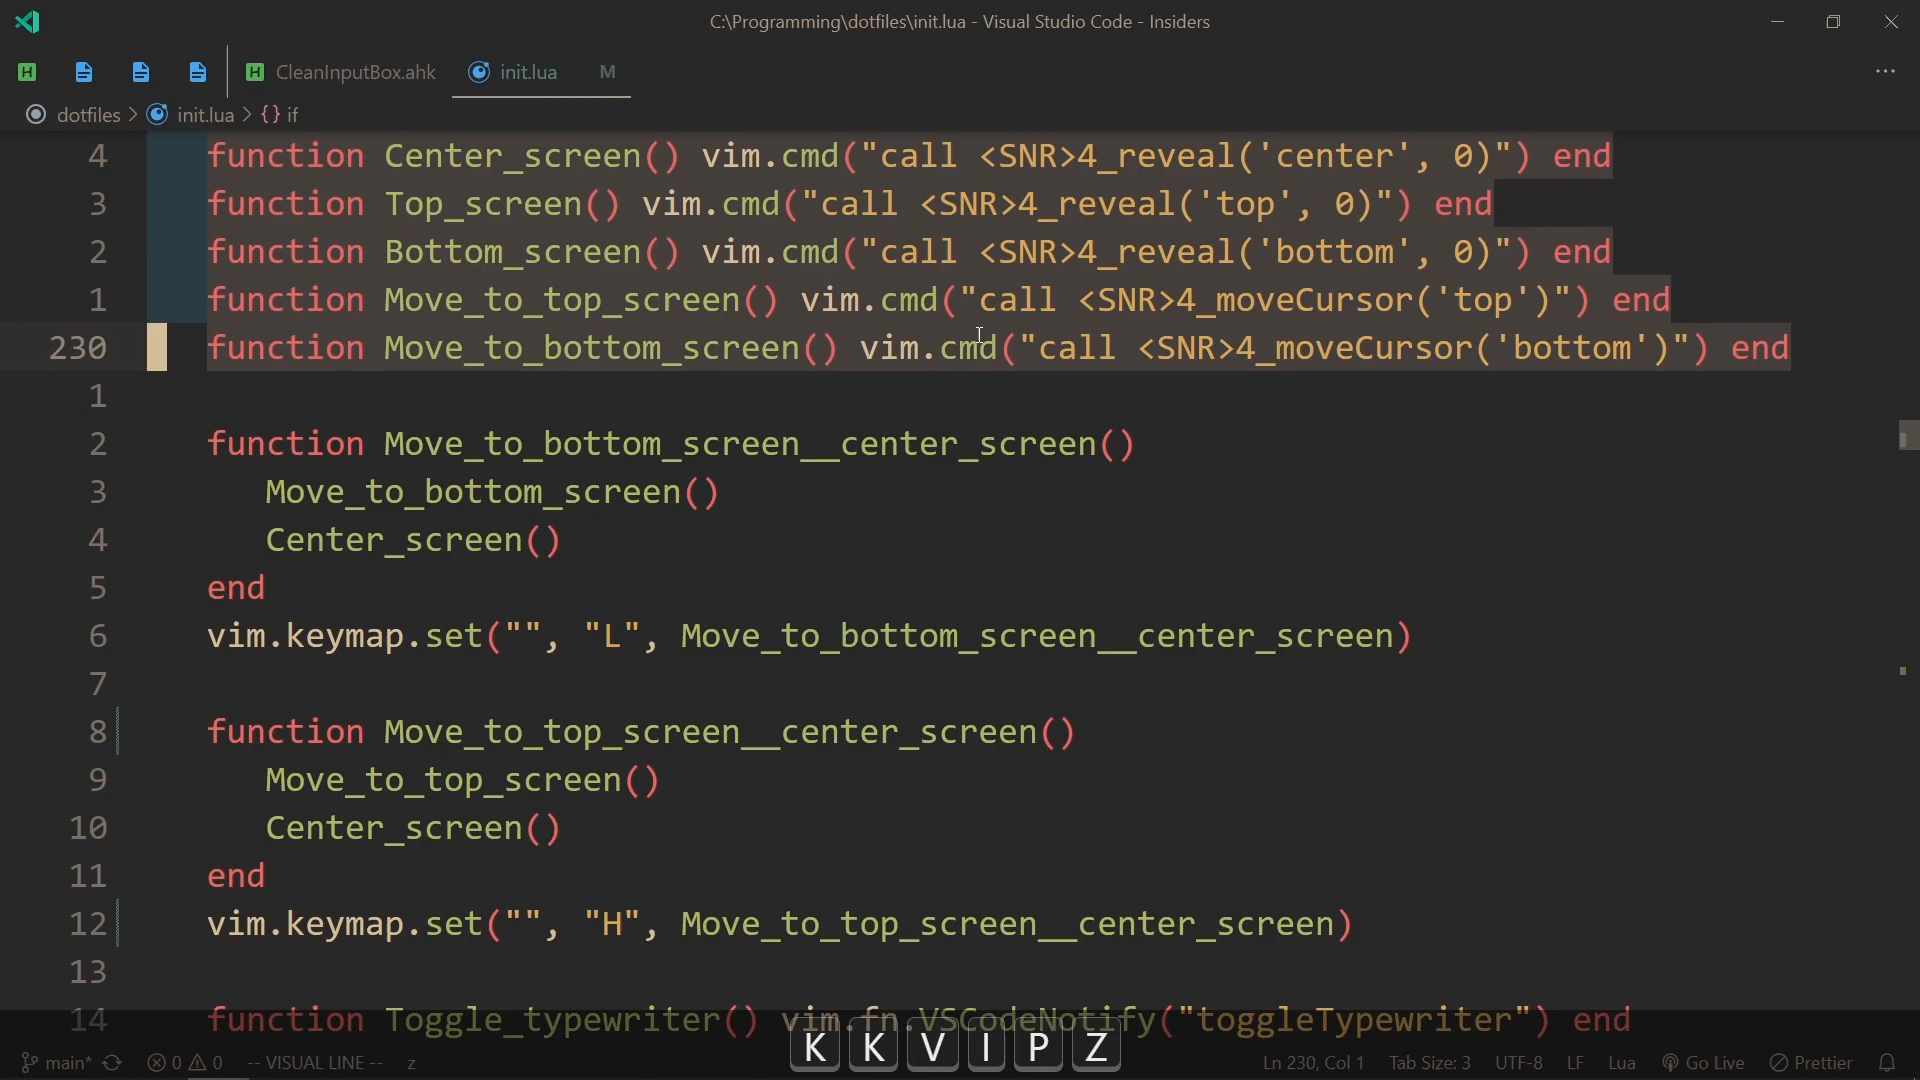 C:\Programming\dotfiles\init.lua - Visual Studio Code - Insiders
H H CleanInputBox.ahk init.lua M ···
dotfiles > init.lua > {} if
4 function Center_screen() vim.cmd("call <SNR>4_reveal('center', 0)") end
3 function Top_screen() vim.cmd("call <SNR>4_reveal('top', 0)") end
2 function Bottom_screen() vim.cmd("call <SNR>4_reveal('bottom', 0)") end
1 function Move_to_top_screen() vim.cmd("call <SNR>4_moveCursor('top')") end
230 function Move_to_bottom_screen() vim.cmd("call <SNR>4_moveCursor('bottom')") end
1
2 function Move_to_bottom_screen__center_screen()
3 Move_to_bottom_screen()
4 Center_screen()
5 end
6 vim.keymap.set("", "L", Move_to_bottom_screen__center_screen)
7
8 function Move_to_top_screen__center_screen()
9 Move_to_top_screen()
10 Center_screen()
11 end
12 vim.keymap.set("", "H", Move_to_top_screen__center_screen)
13
14 function Toggle_typewriter() vim.fn.VSCodeNotify("toggleTypewriter") end
K K V I P Z
main* 0 0 -- VISUAL LINE -- z Ln 230, Col 1 Tab Size: 3 UTF-8 LF Lua Go Live Prettier